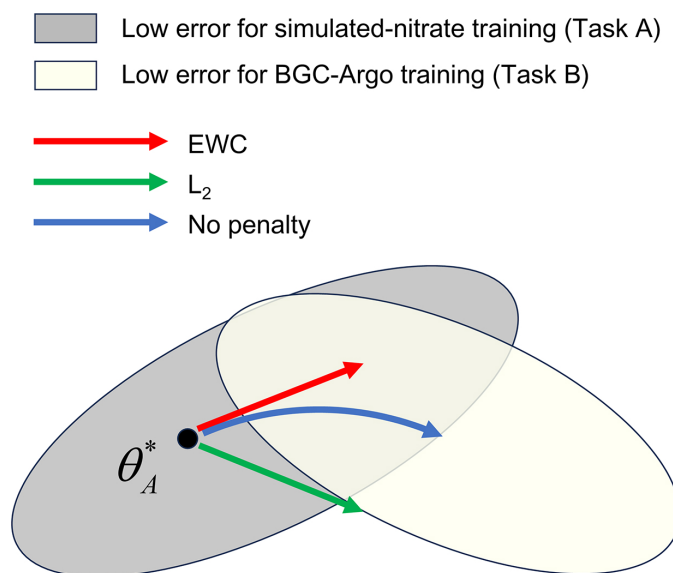 Low error for simulated-nitrate training (Task A)
Low error for BGC-Argo training (Task B)
EWC
L₂
No penalty
θ*A